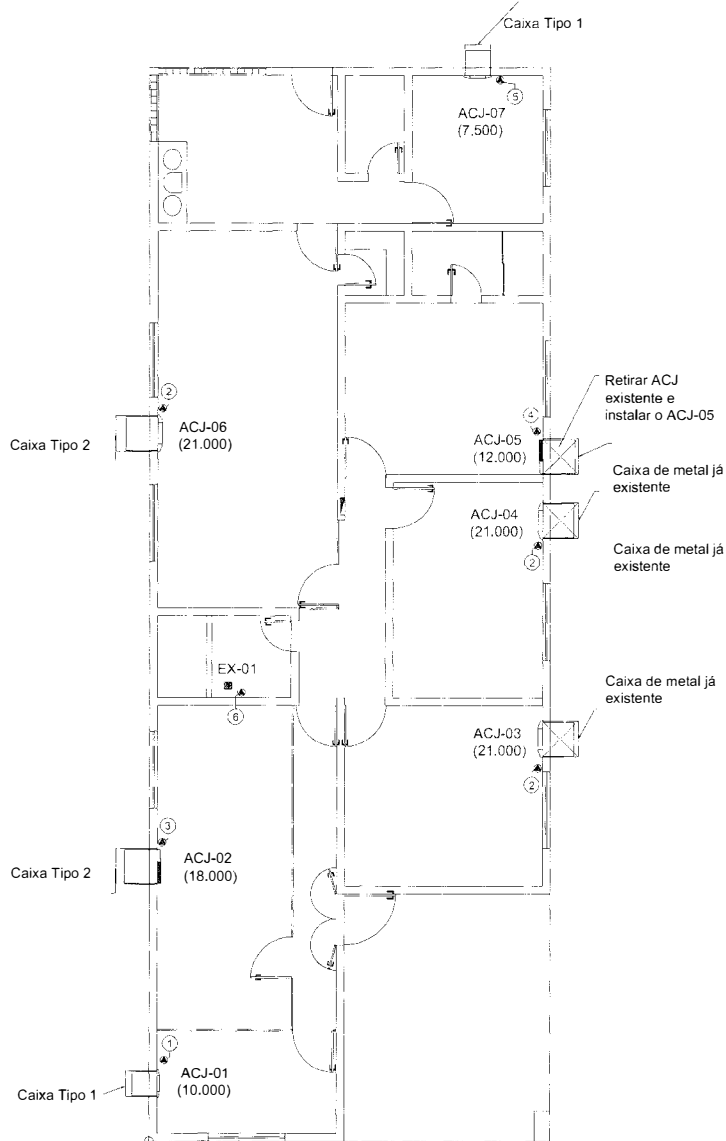 Caixa Tipo 1
5
ACJ-07
(7.500)
2
ACJ-06
(21.000)
Caixa Tipo 2
Retirar ACJ
existente e
instalar o ACJ-05
4
ACJ-05
(12.000)
Caixa de metal já
existente
ACJ-04
(21.000)
2
Caixa de metal já
existente
EX-01
6
Caixa de metal já
existente
ACJ-03
(21.000)
2
3
ACJ-02
(18.000)
Caixa Tipo 2
1
ACJ-01
(10.000)
Caixa Tipo 1